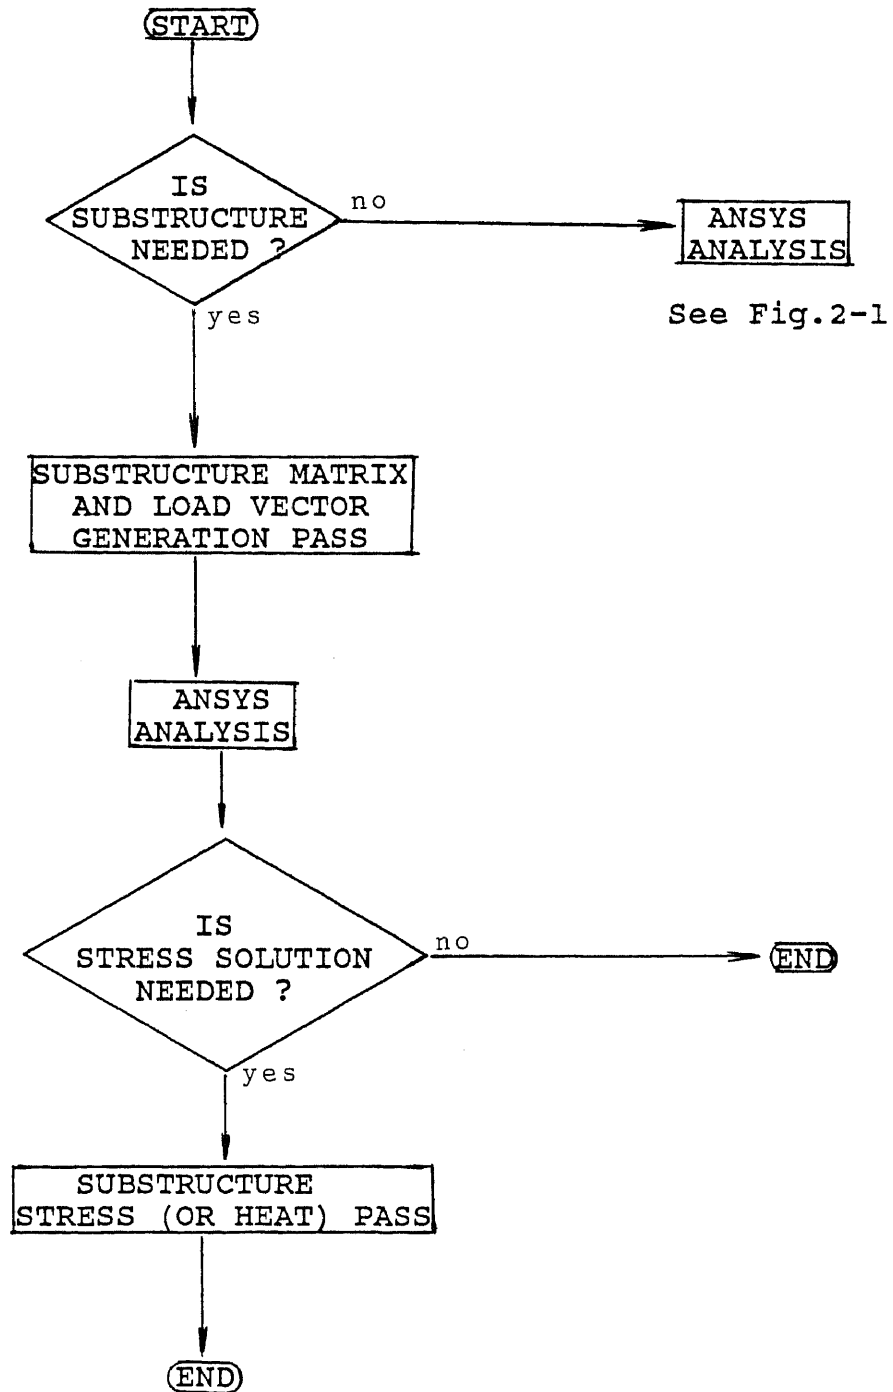 START
IS
SUBSTRUCTURE
NEEDED ?
no
ANSYS
ANALYSIS
See Fig.2-1
yes
SUBSTRUCTURE MATRIX
AND LOAD VECTOR
GENERATION PASS
ANSYS
ANALYSIS
IS
STRESS SOLUTION
NEEDED ?
no
END
yes
SUBSTRUCTURE
STRESS (OR HEAT) PASS
END